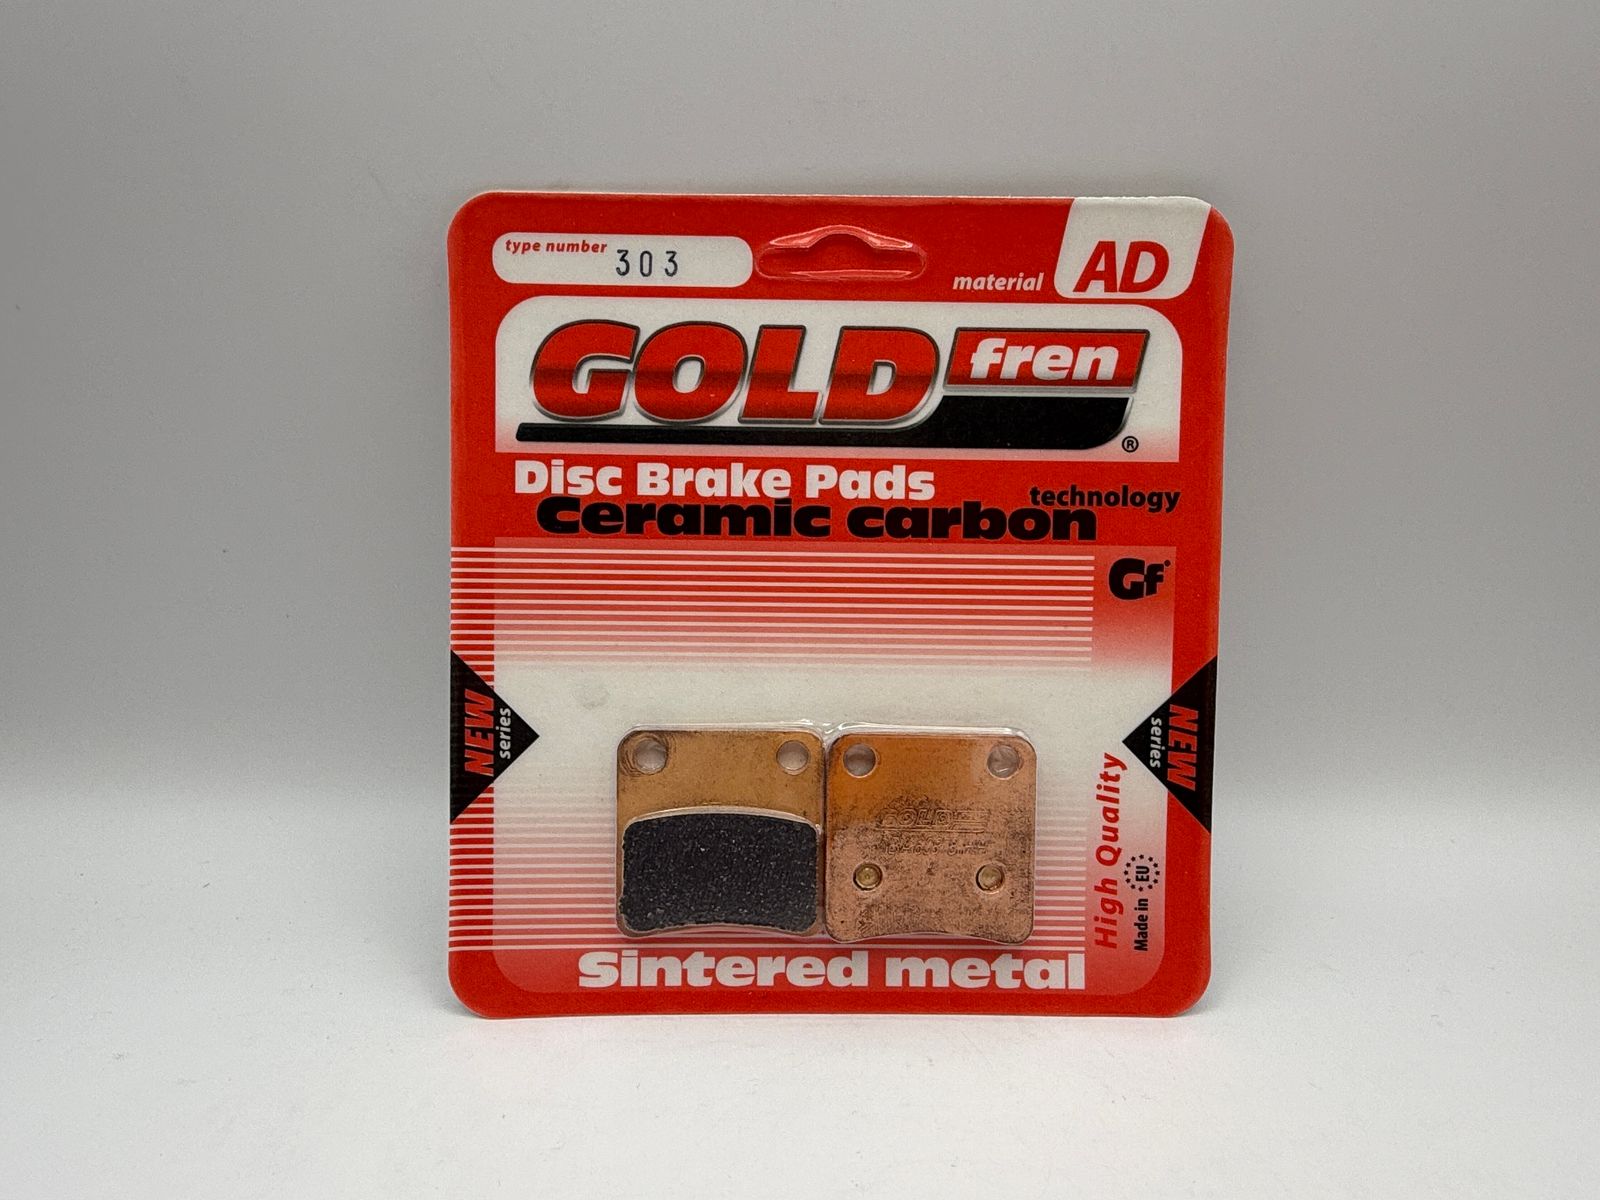 type number 303
material AD
GOLD fren ®
Disc Brake Pads
technology
Ceramic carbon
Gf
NEW series
NEW series
High Quality
Made in EU
GOLDFREN
Sintered metal